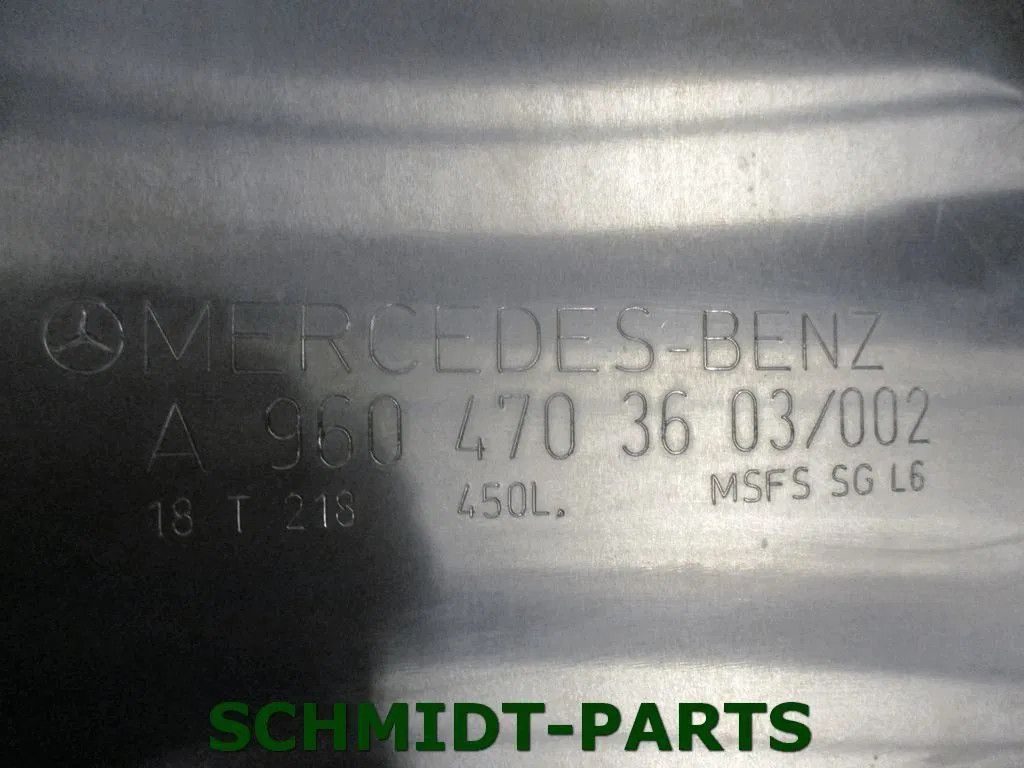 MERCEDES-BENZ
A 960 470 36 03/002
18 T 218 450L. MSFS SG L6
SCHMIDT-PARTS